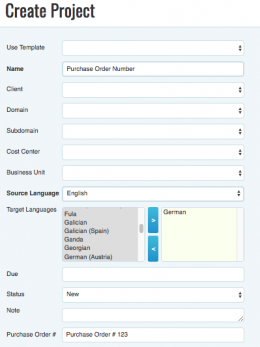 Create Project
Use Template
Name Purchase Order Number
Client
Domain
Subdomain
Cost Center
Business Unit
Source Language English
Target Languages
Fula
Galician
Galician (Spain)
Ganda
Georgian
German (Austria)
>
<
German
Due
Status New
Note
Purchase Order # Purchase Order # 123